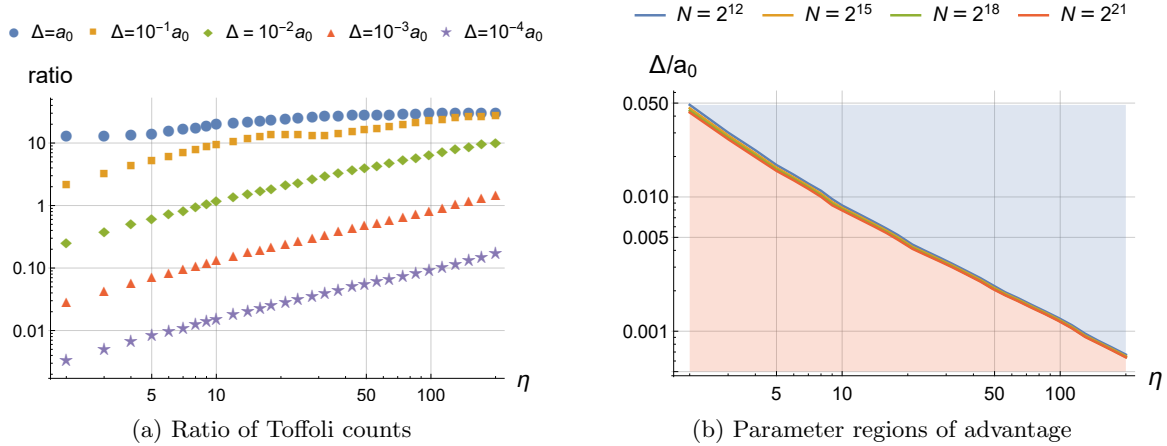 Δ=a₀ Δ=10⁻¹a₀ Δ = 10⁻²a₀ Δ=10⁻³a₀ Δ=10⁻⁴a₀
ratio
10
1
0.10
0.01
5 10 50 100 η
(a) Ratio of Toffoli counts
N = 2¹² N = 2¹⁵ N = 2¹⁸ N = 2²¹
Δ/a₀
0.050
0.010
0.005
0.001
5 10 50 100 η
(b) Parameter regions of advantage